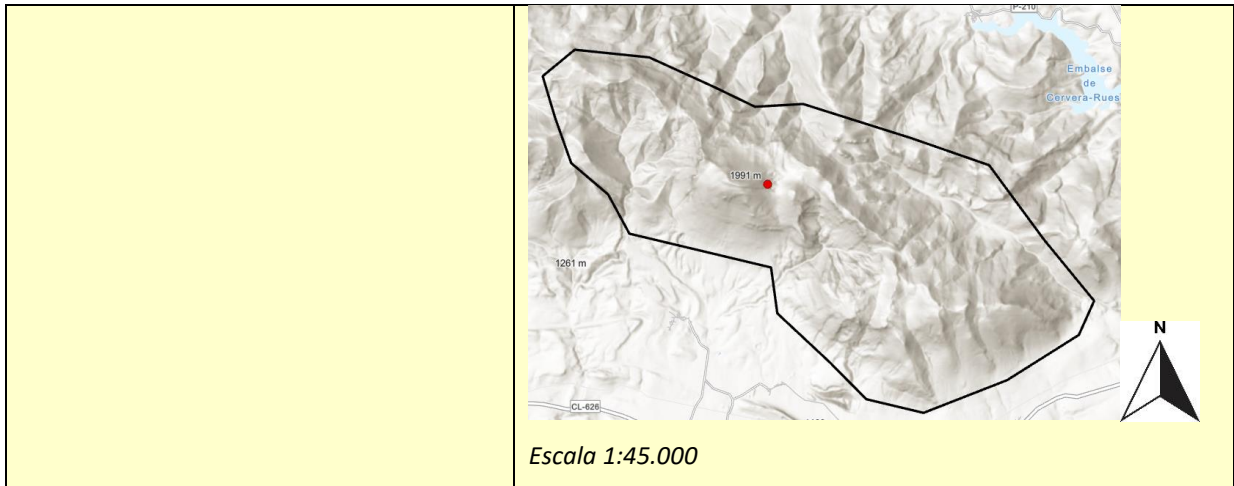 P-210
Embalse
de
Cervera-Rues
1991 m
1261 m
CL-626
N
Escala 1:45.000